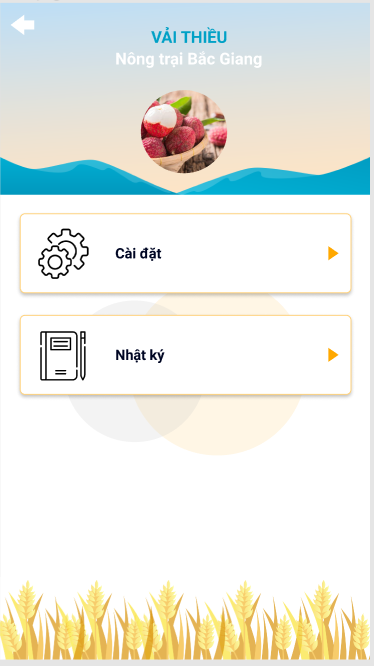 VẢI THIỀU
Nông trại Bắc Giang
Cài đặt
Nhật ký